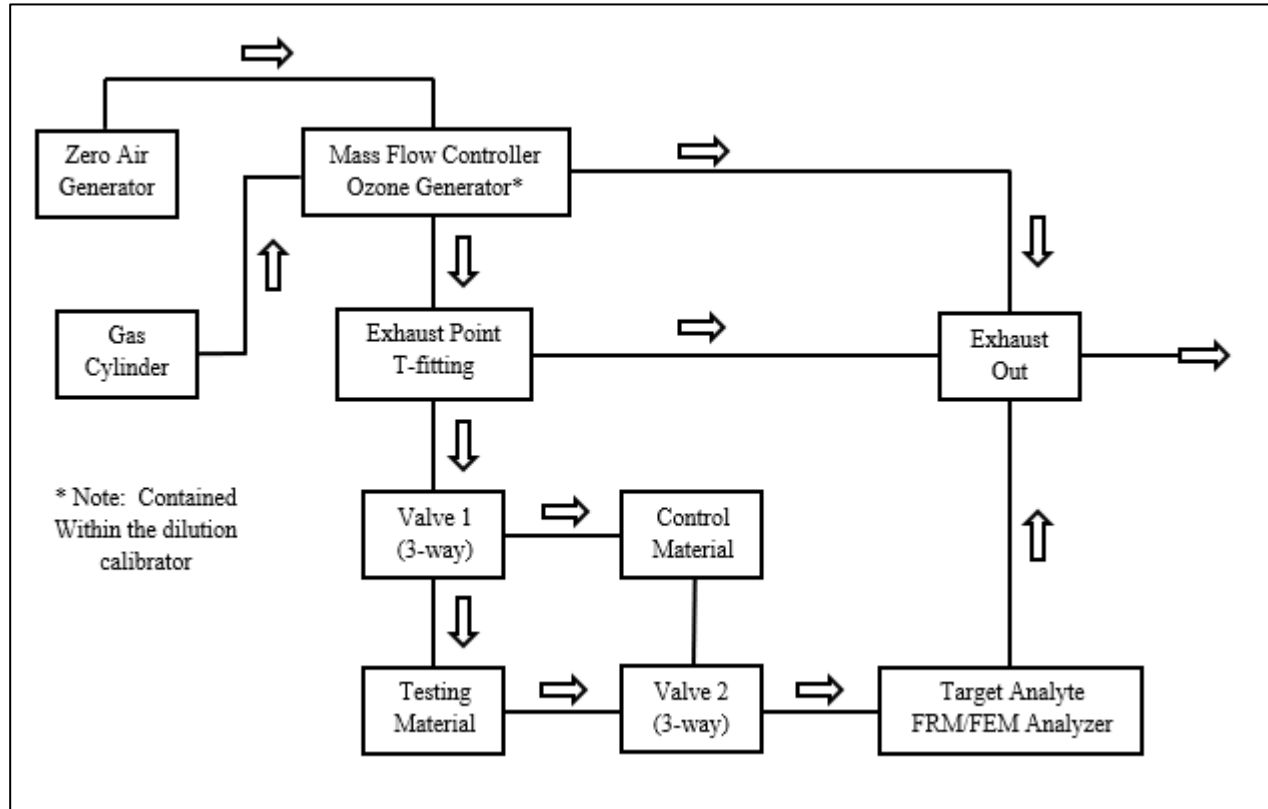 Zero Air
Generator
Mass Flow Controller
Ozone Generator*
Gas
Cylinder
Exhaust Point
T-fitting
Exhaust
Out
* Note:  Contained
Within the dilution
calibrator
Valve 1
(3-way)
Control
Material
Testing
Material
Valve 2
(3-way)
Target Analyte
FRM/FEM Analyzer